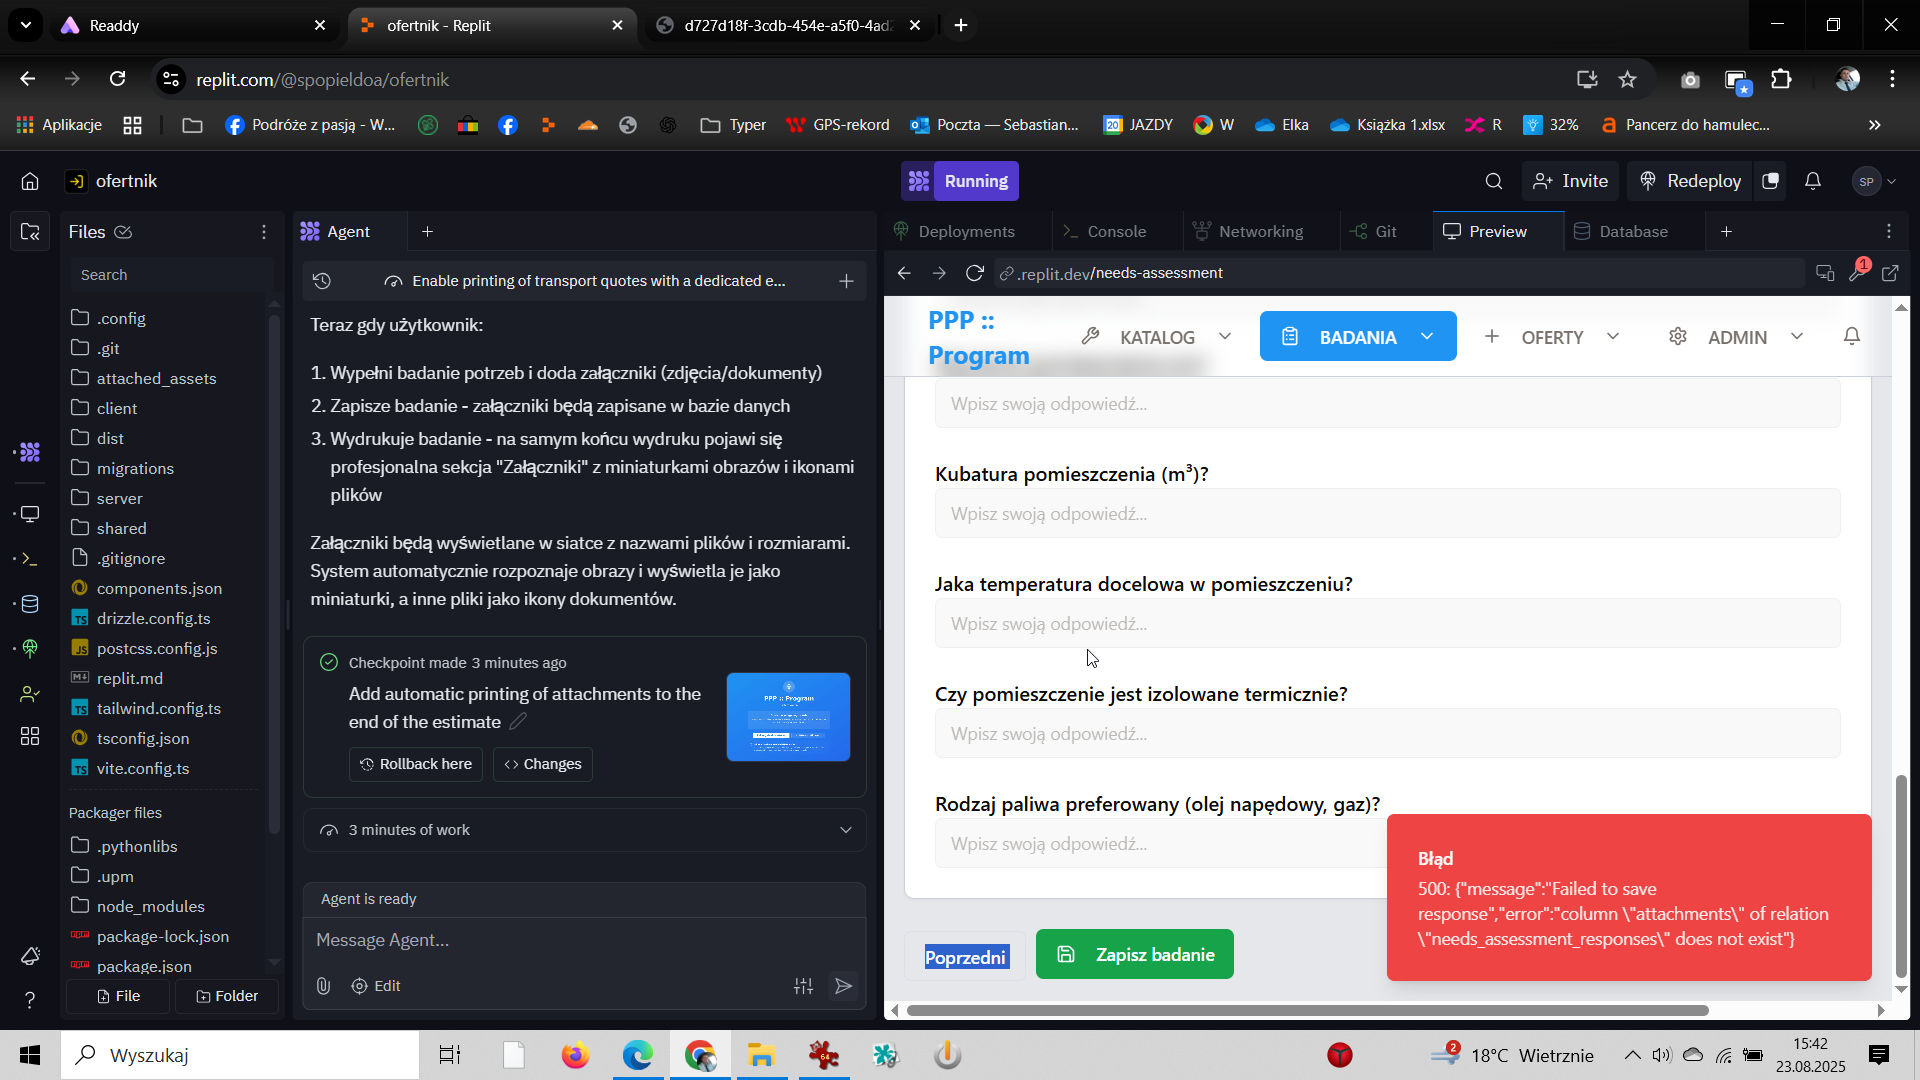 Readdy
ofertnik - Replit
d727d18f-3cdb-454e-a5f0-4ad
replit.com/@spopieldoa/ofertnik
Aplikacje
Podróże z pasją - W...
Typer
GPS-rekord
Poczta — Sebastian...
20
JAZDY
W
Elka
Książka 1.xlsx
R
32%
Pancerz do hamulec...
ofertnik
Running
Invite
Redeploy
SP
Files
Agent
Deployments
Console
Networking
Git
Preview
Database
Search
Enable printing of transport quotes with a dedicated e...
.replit.dev/needs-assessment
1
.config
.git
attached_assets
client
dist
migrations
server
shared
.gitignore
components.json
drizzle.config.ts
postcss.config.js
replit.md
tailwind.config.ts
tsconfig.json
vite.config.ts
Packager files
.pythonlibs
.upm
node_modules
package-lock.json
package.json
File
Folder
Teraz gdy użytkownik:
1. Wypełni badanie potrzeb i doda załączniki (zdjęcia/dokumenty)
2. Zapisze badanie - załączniki będą zapisane w bazie danych
3. Wydrukuje badanie - na samym końcu wydruku pojawi się
profesjonalna sekcja "Załączniki" z miniaturkami obrazów i ikonami
plików
Załączniki będą wyświetlane w siatce z nazwami plików i rozmiarami.
System automatycznie rozpoznaje obrazy i wyświetla je jako
miniaturki, a inne pliki jako ikony dokumentów.
Checkpoint made 3 minutes ago
Add automatic printing of attachments to the
end of the estimate
PPP :: Program
Rollback here
Changes
3 minutes of work
Agent is ready
Message Agent...
Edit
PPP ::
Program
KATALOG
BADANIA
OFERTY
ADMIN
Wpisz swoją odpowiedź...
Kubatura pomieszczenia (m³)?
Wpisz swoją odpowiedź...
Jaka temperatura docelowa w pomieszczeniu?
Wpisz swoją odpowiedź...
Czy pomieszczenie jest izolowane termicznie?
Wpisz swoją odpowiedź...
Rodzaj paliwa preferowany (olej napędowy, gaz)?
Wpisz swoją odpowiedź...
Poprzedni
Zapisz badanie
Błąd
500: {"message":"Failed to save
response","error":"column \"attachments\" of relation
\"needs_assessment_responses\" does not exist"}
Wyszukaj
64
2
18°C Wietrznie
15:42
23.08.2025